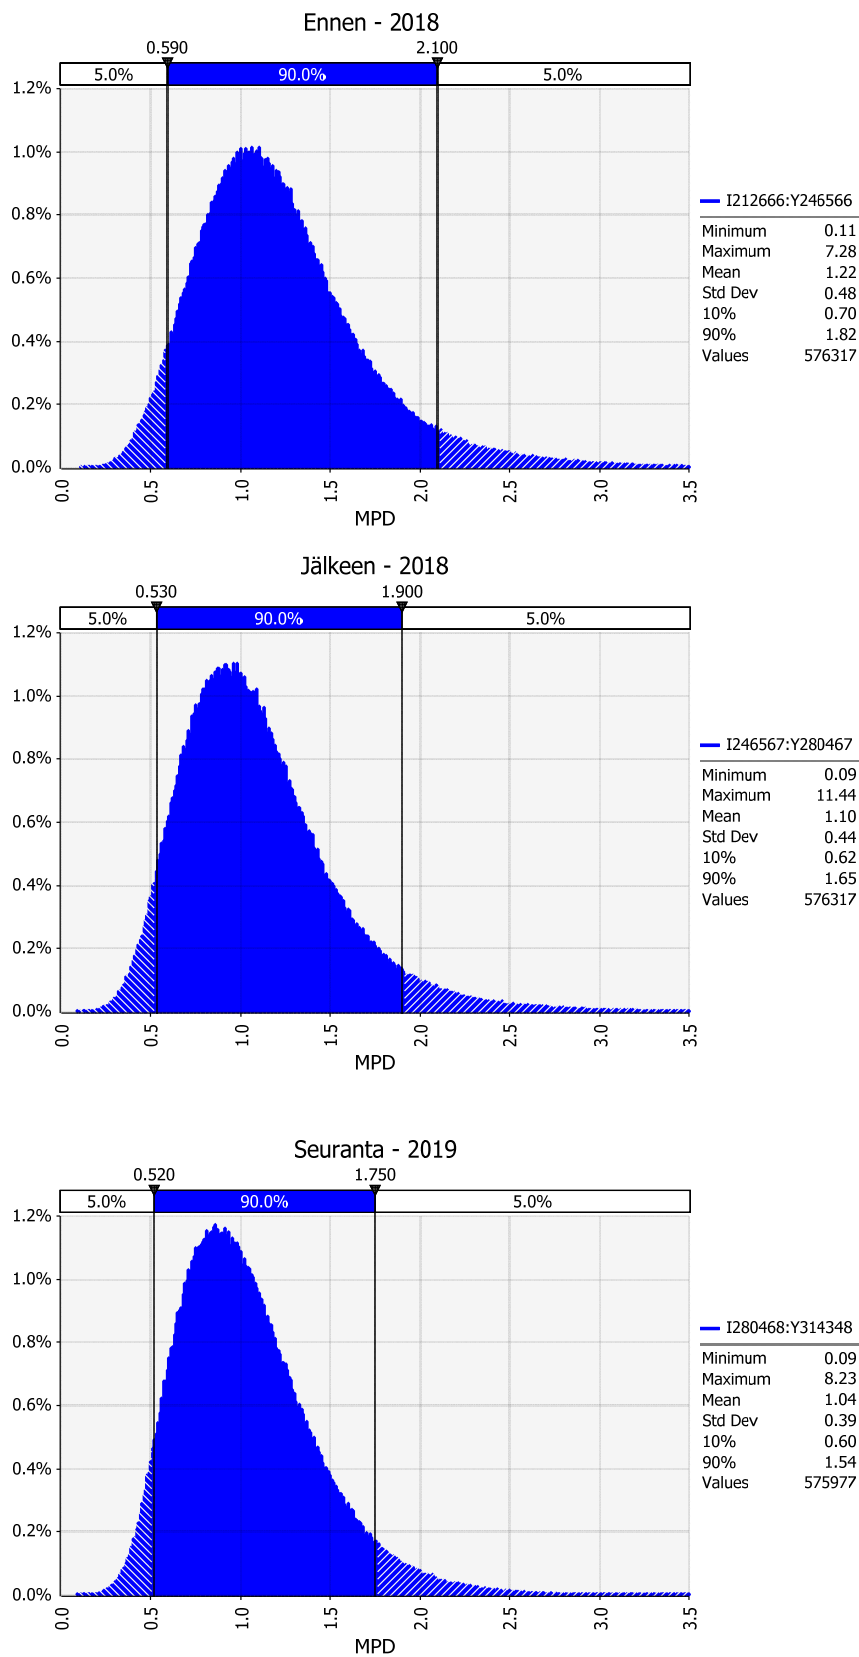 Ennen - 2018
0.590 2.100
5.0% 90.0% 5.0%
1.2%
1.0%
0.8%
0.6%
0.4%
0.2%
0.0%
0.0 0.5 1.0 1.5 2.0 2.5 3.0 3.5
MPD
I212666:Y246566
Minimum 0.11
Maximum 7.28
Mean 1.22
Std Dev 0.48
10% 0.70
90% 1.82
Values 576317
Jälkeen - 2018
0.530 1.900
5.0% 90.0% 5.0%
1.2%
1.0%
0.8%
0.6%
0.4%
0.2%
0.0%
0.0 0.5 1.0 1.5 2.0 2.5 3.0 3.5
MPD
I246567:Y280467
Minimum 0.09
Maximum 11.44
Mean 1.10
Std Dev 0.44
10% 0.62
90% 1.65
Values 576317
Seuranta - 2019
0.520 1.750
5.0% 90.0% 5.0%
1.2%
1.0%
0.8%
0.6%
0.4%
0.2%
0.0%
0.0 0.5 1.0 1.5 2.0 2.5 3.0 3.5
MPD
I280468:Y314348
Minimum 0.09
Maximum 8.23
Mean 1.04
Std Dev 0.39
10% 0.60
90% 1.54
Values 575977